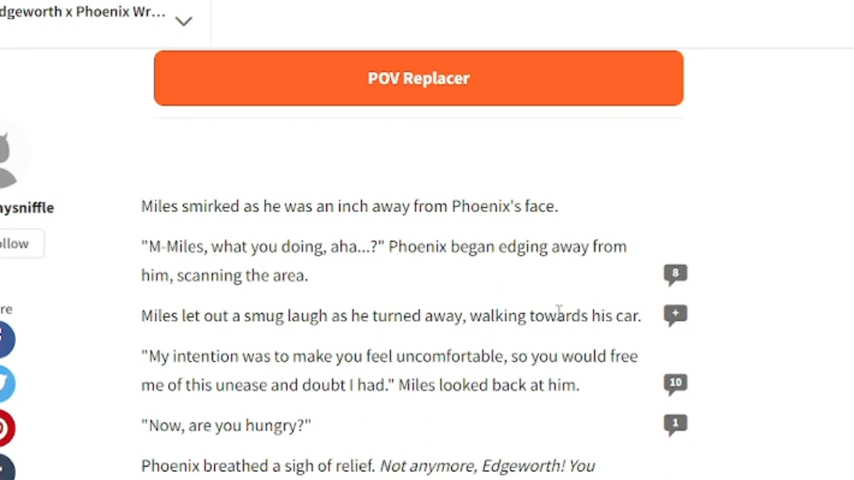 dgeworth x Phoenix Wr...
POV Replacer
ysniffle
ollow
re
Miles smirked as he was an inch away from Phoenix's face.
"M-Miles, what you doing, aha...?" Phoenix began edging away from
him, scanning the area.
8
Miles let out a smug laugh as he turned away, walking towards his car.
+
"My intention was to make you feel uncomfortable, so you would free
me of this unease and doubt I had." Miles looked back at him.
10
"Now, are you hungry?"
1
Phoenix breathed a sigh of relief. Not anymore, Edgeworth! You